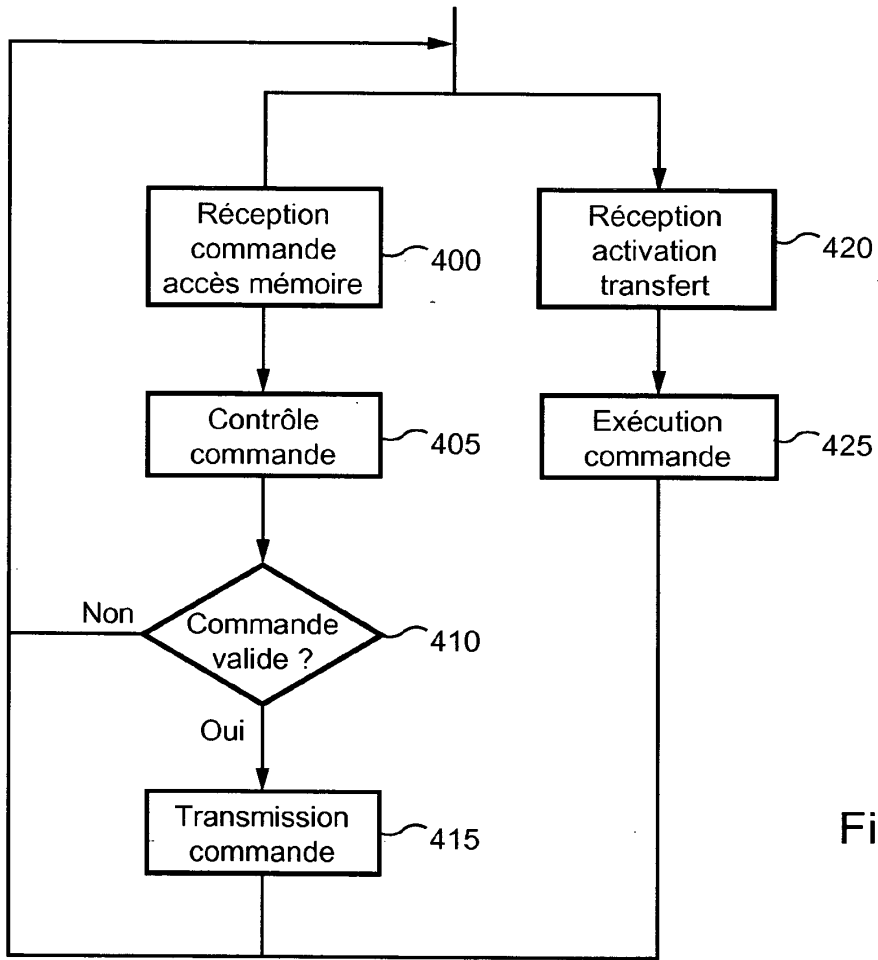 Réception
commande
accès mémoire
400
Réception
activation
transfert
420
Contrôle
commande
405
Exécution
commande
425
Non
Commande
valide ?
410
Oui
Transmission
commande
415
Fi